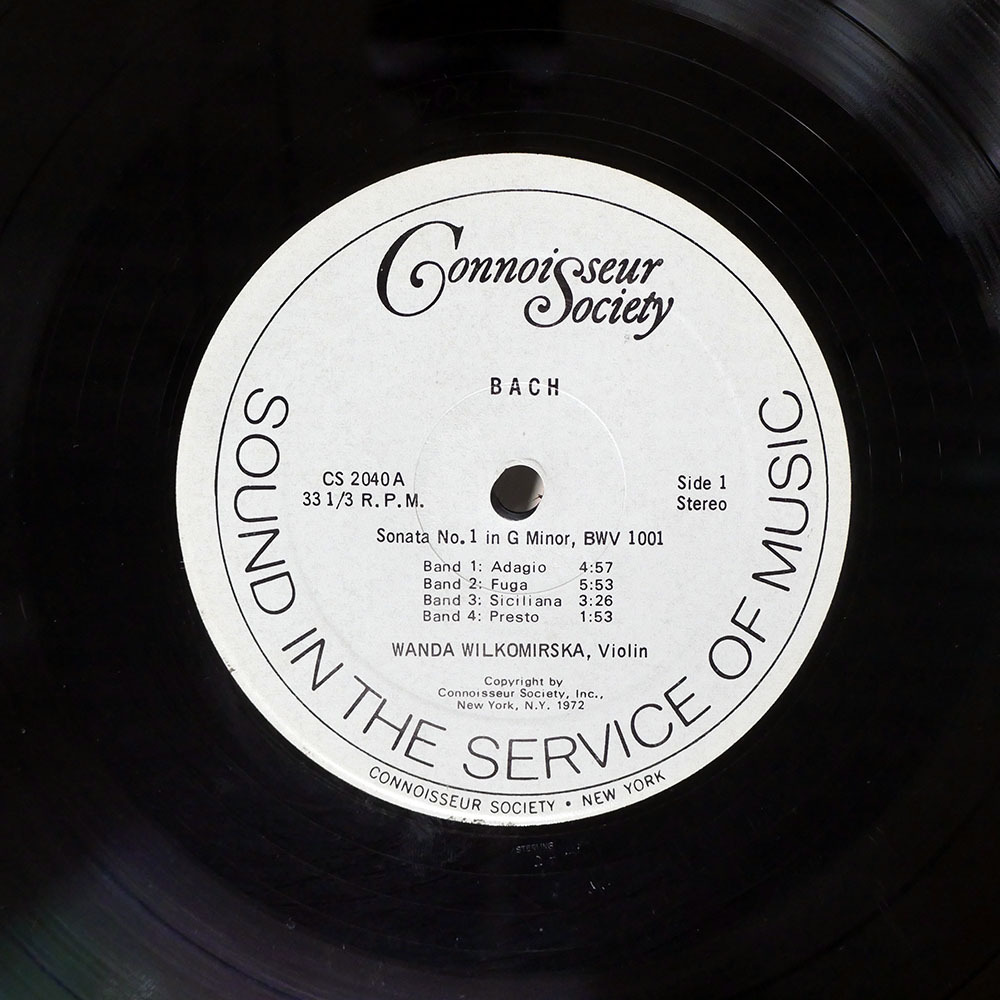 Connoisseur
Society
BACH
CS 2040 A
33 1/3 R.P.M.
Side 1
Stereo
Sonata No. 1 in G Minor, BWV 1001
Band 1: Adagio 4:57
Band 2: Fuga 5:53
Band 3: Siciliana 3:26
Band 4: Presto 1:53
WANDA WILKOMIRSKA, Violin
Copyright by
Connoisseur Society, Inc.,
New York, N.Y. 1972
SOUND IN THE SERVICE OF MUSIC
CONNOISSEUR SOCIETY • NEW YORK
STERLING